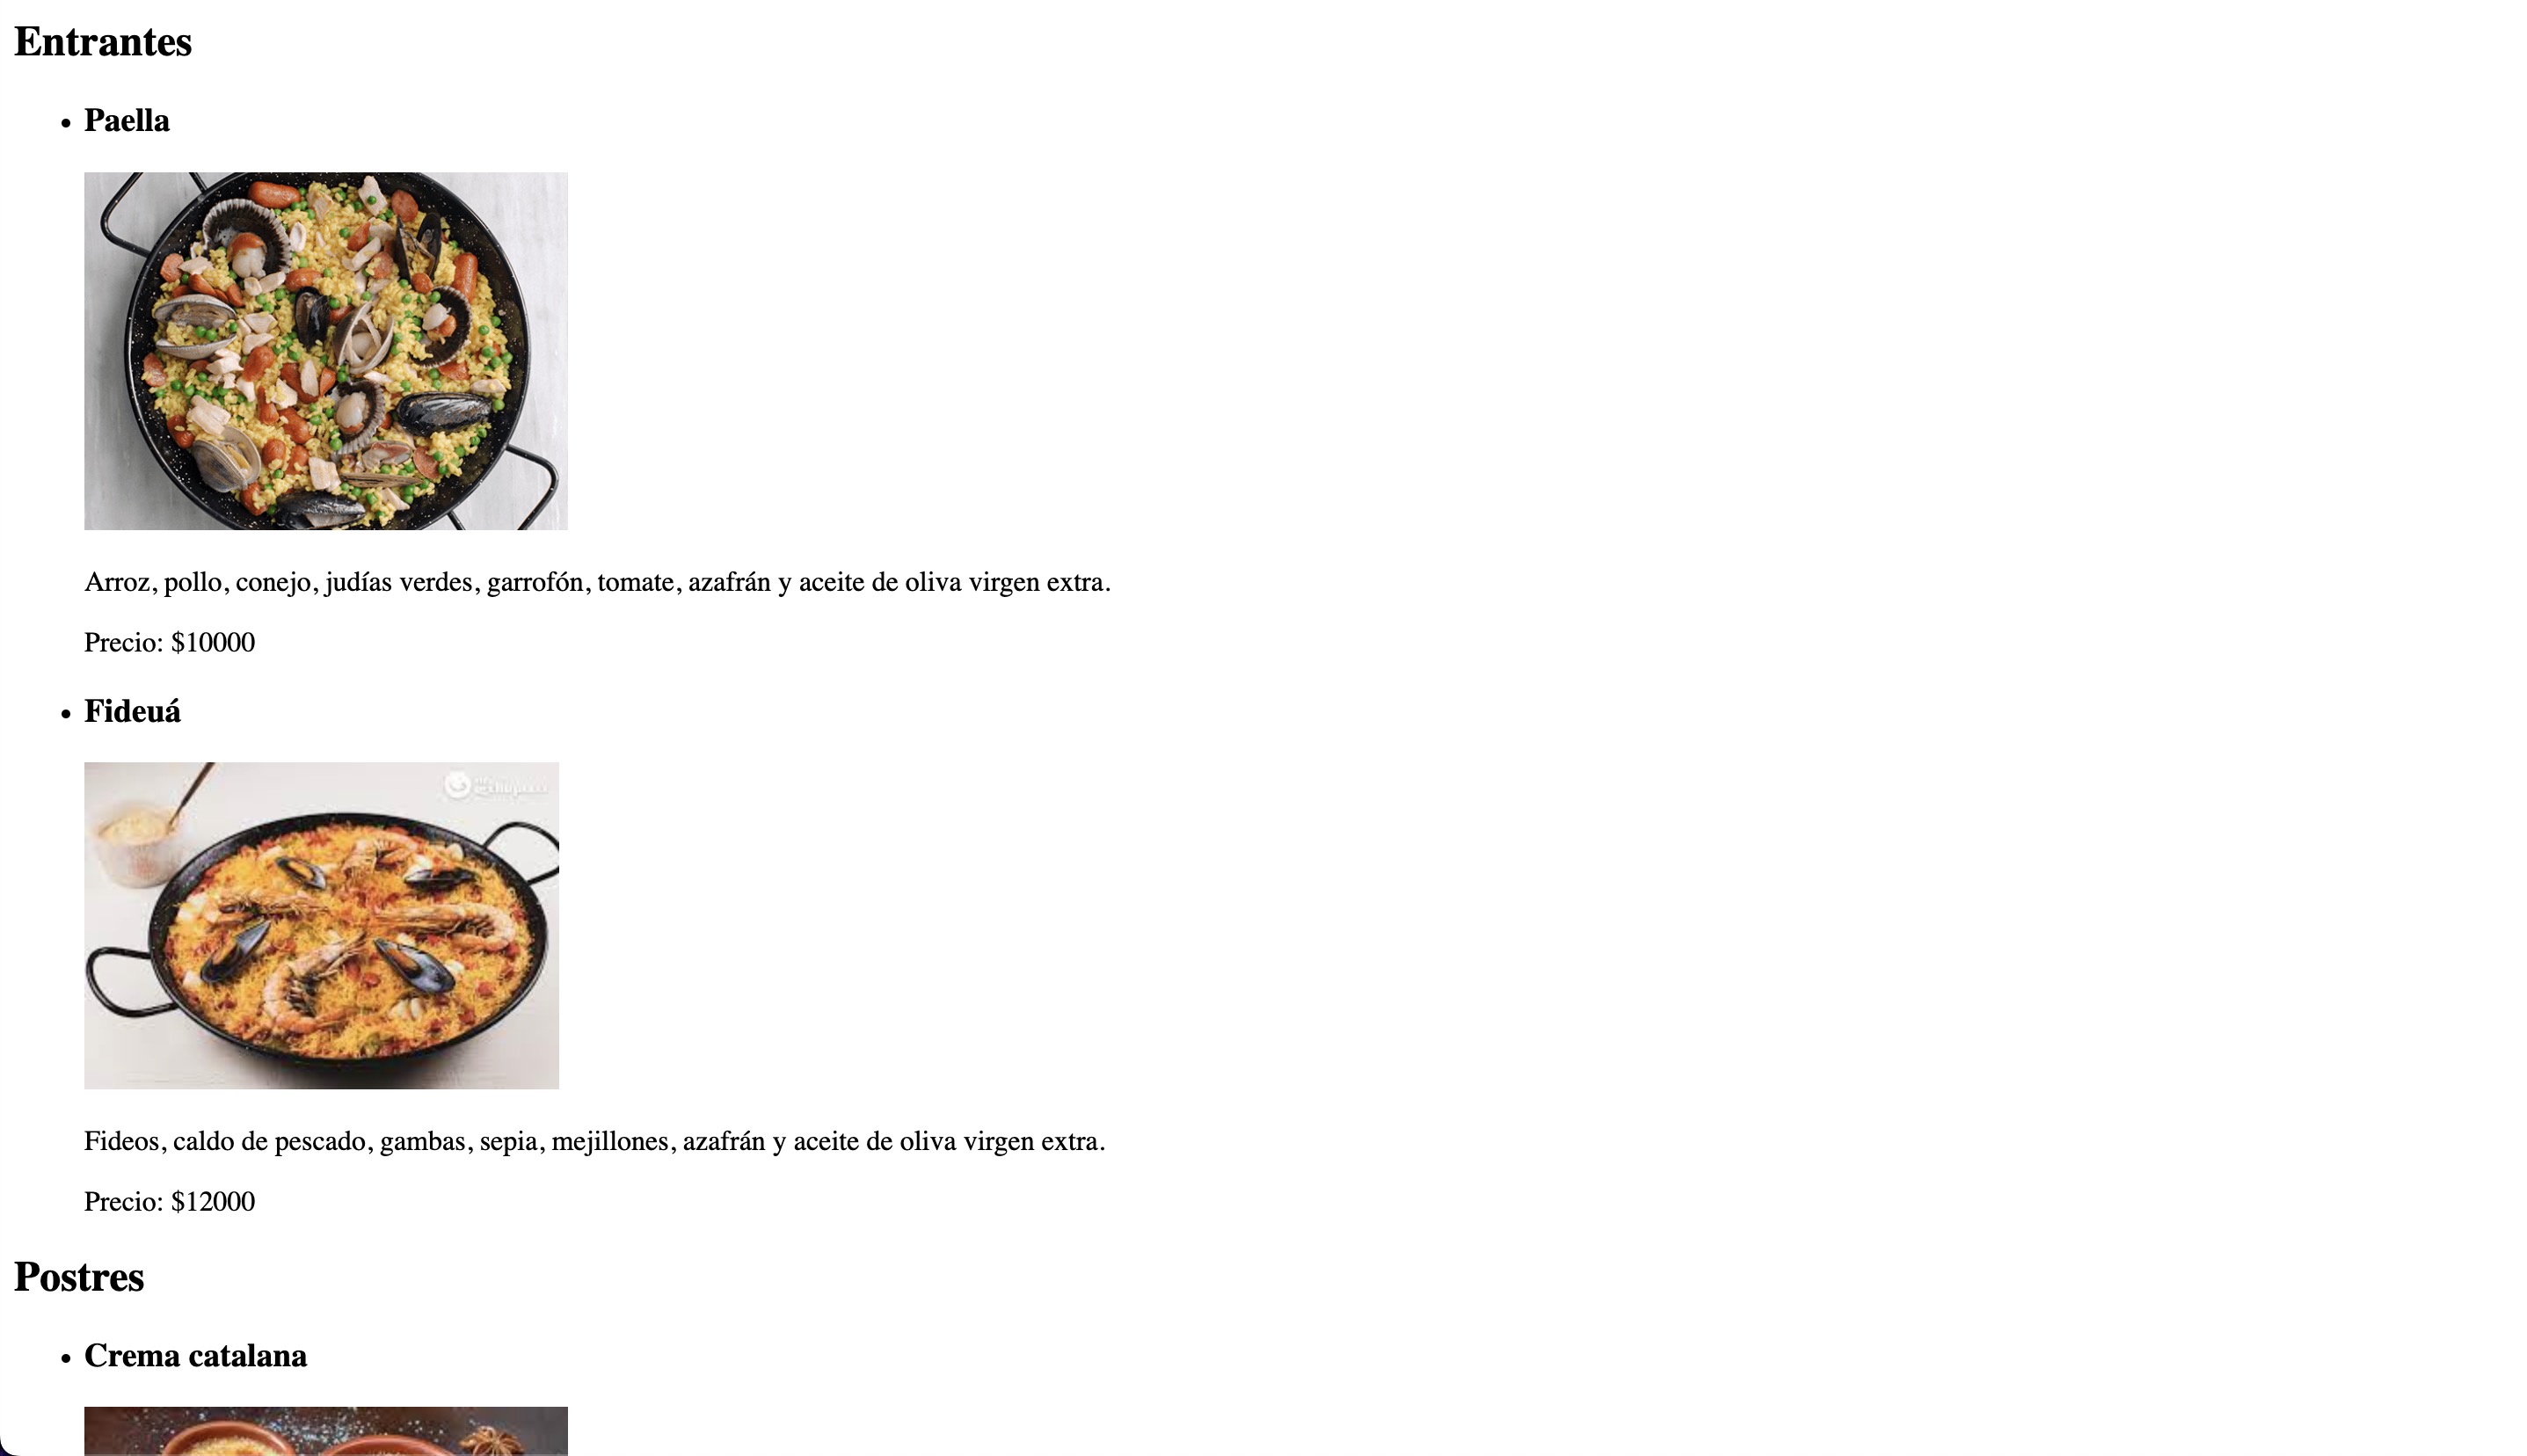 Entrantes
Paella
Arroz, pollo, conejo, judías verdes, garrofón, tomate, azafrán y aceite de oliva virgen extra.
Precio: $10000
Fideuá
Fideos, caldo de pescado, gambas, sepia, mejillones, azafrán y aceite de oliva virgen extra.
Precio: $12000
Postres
Crema catalana